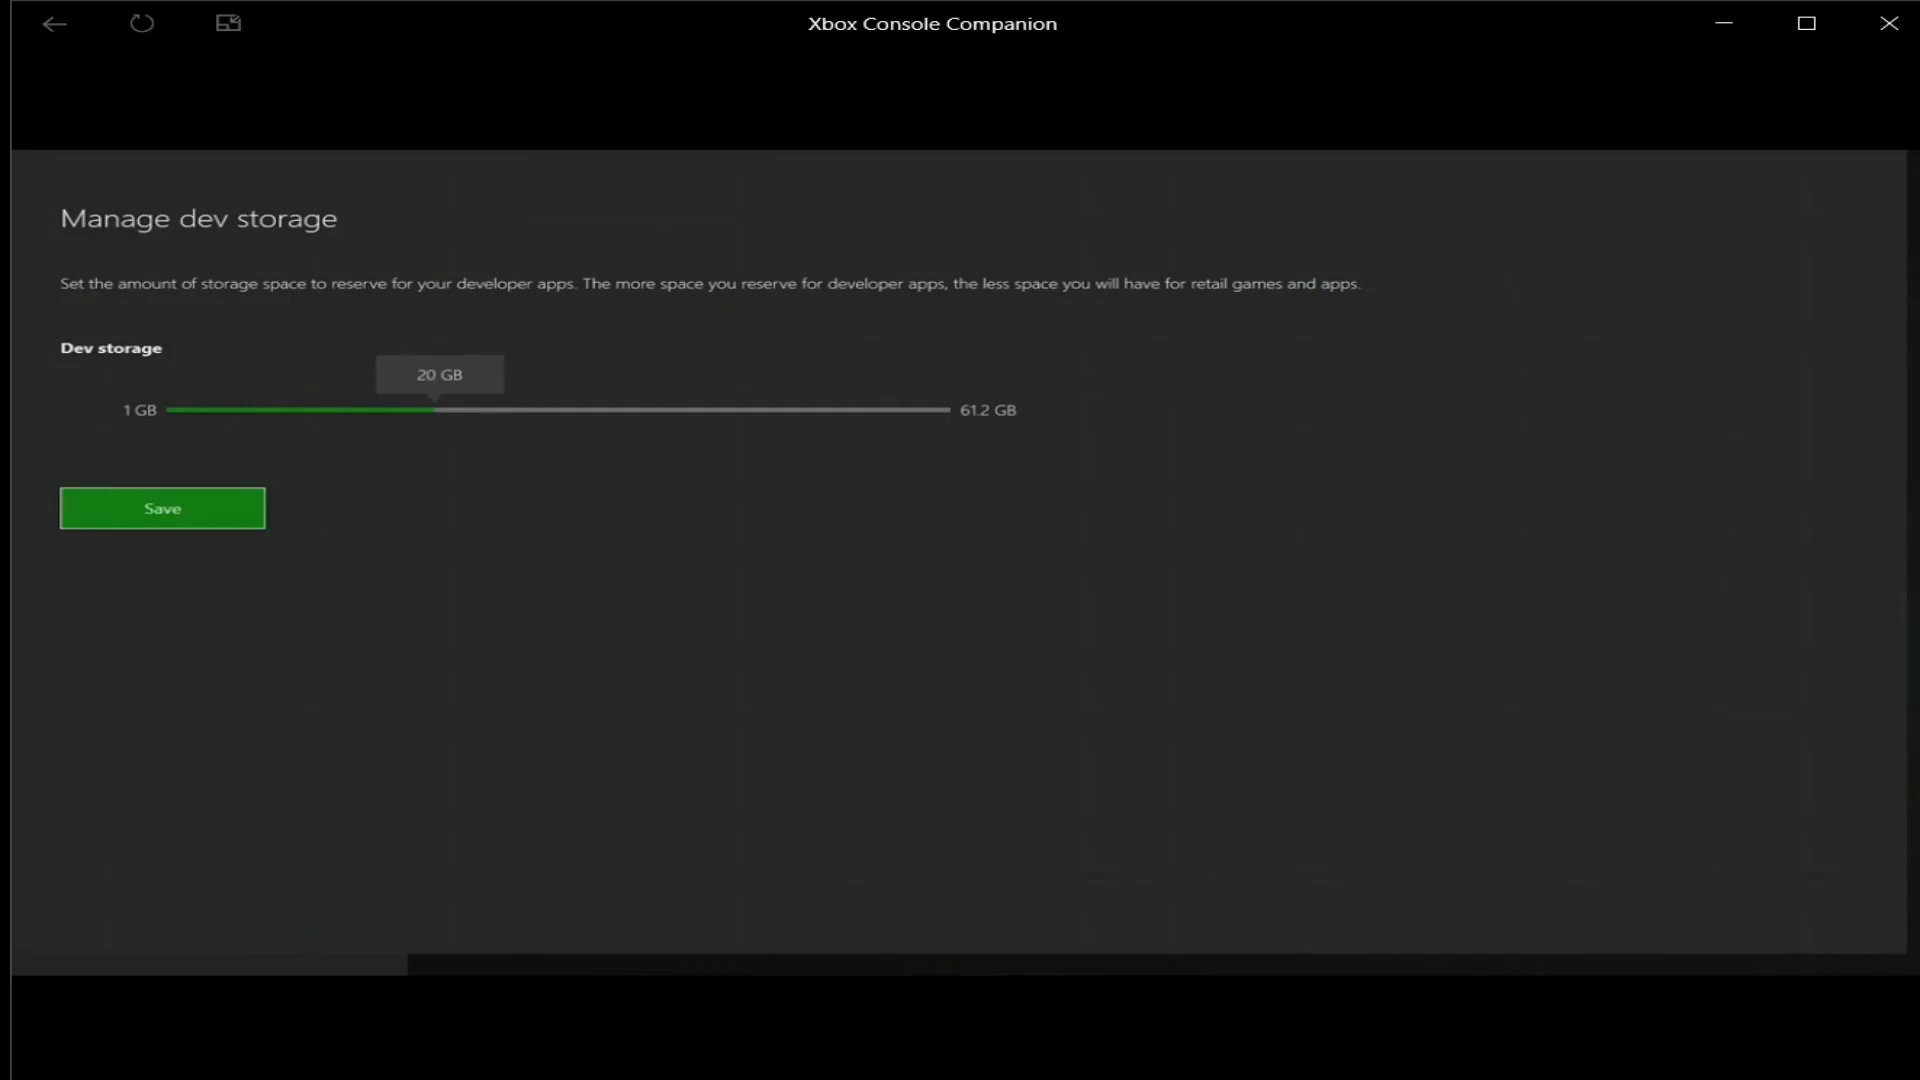 Xbox Console Companion
Manage dev storage
Set the amount of storage space to reserve for your developer apps. The more space you reserve for developer apps, the less space you will have for retail games and apps.
Dev storage
20 GB
1 GB
61.2 GB
Save